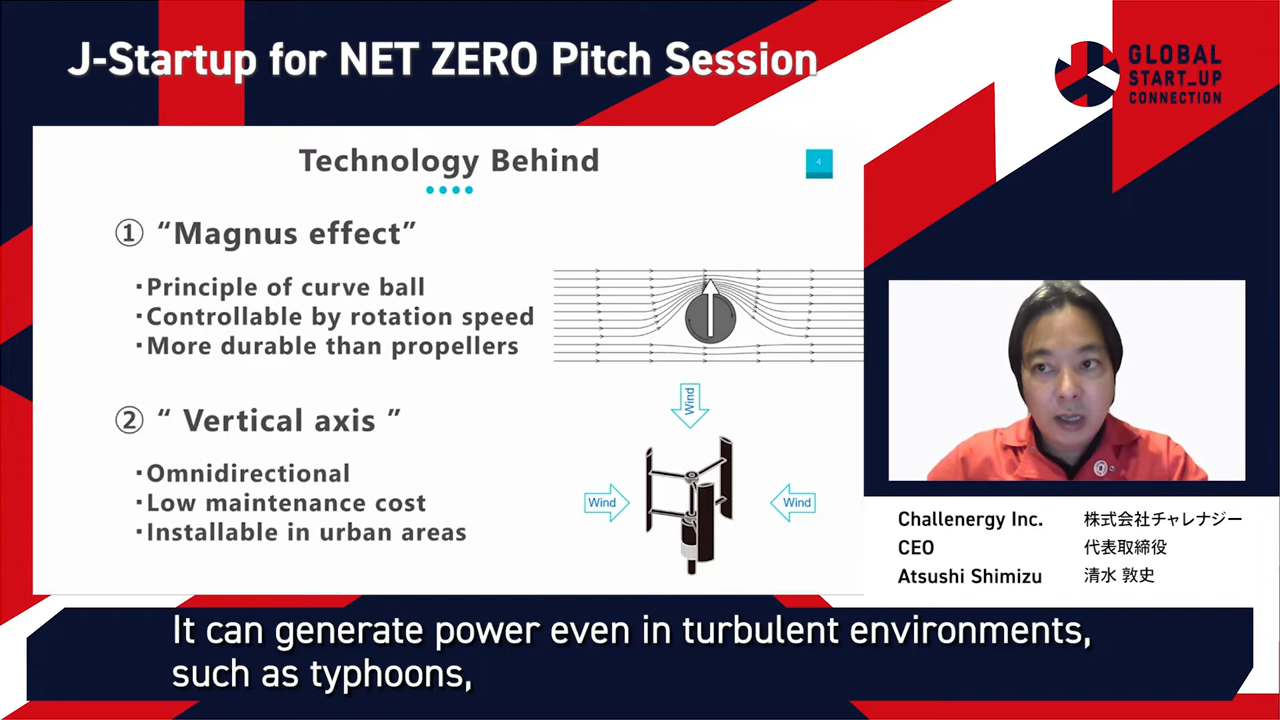 J-Startup for NET ZERO Pitch Session
GLOBAL
START_UP
CONNECTION
Technology Behind
4
① “Magnus effect”
・Principle of curve ball
・Controllable by rotation speed
・More durable than propellers
② “ Vertical axis ”
・Omnidirectional
・Low maintenance cost
・Installable in urban areas
Wind
Wind
Wind
Challenergy Inc. 株式会社チャレナジー
CEO 代表取締役
Atsushi Shimizu 清水 敦史
It can generate power even in turbulent environments,
such as typhoons,